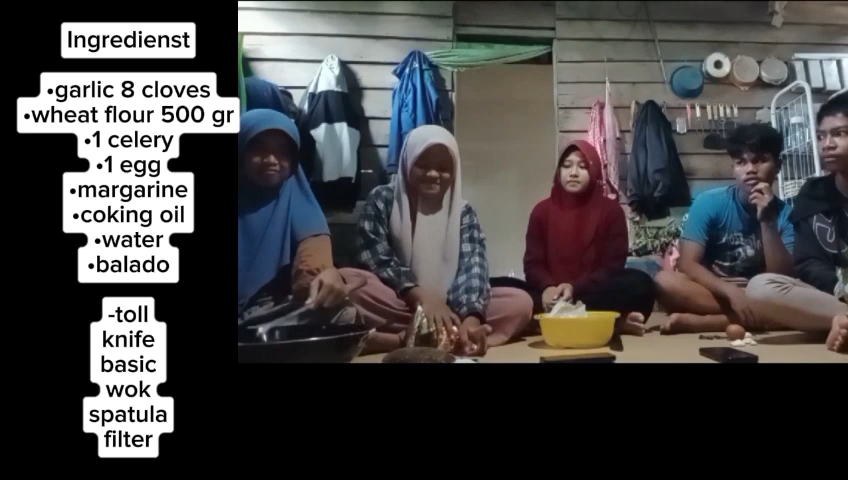 Ingredienst
•garlic 8 cloves
•wheat flour 500 gr
•1 celery
•1 egg
•margarine
•coking oil
•water
•balado
-toll
knife
basic
wok
spatula
filter